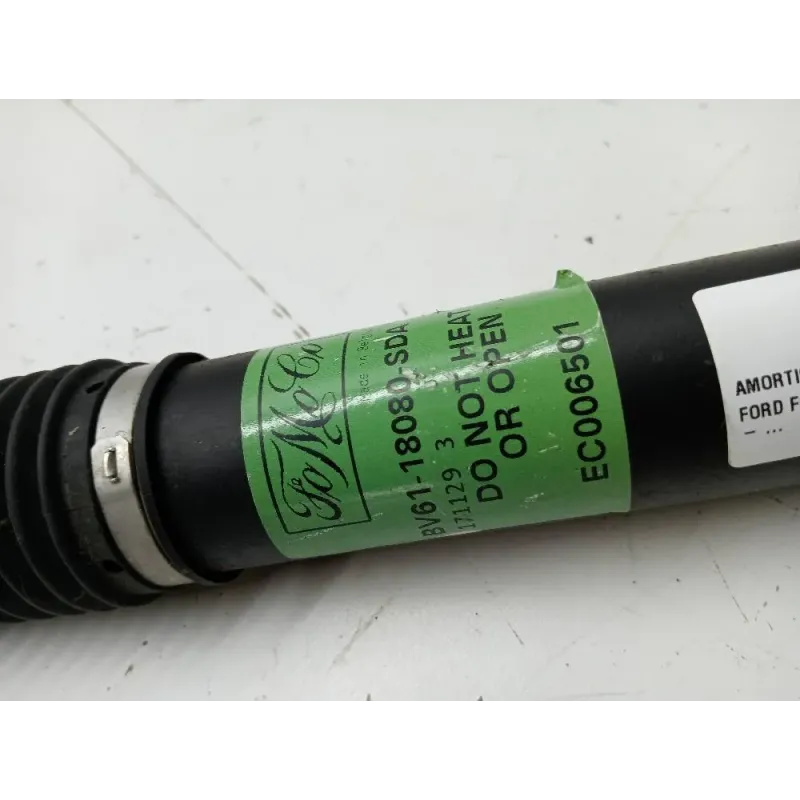 FoMoCo
BV61-18080-SDA
171129 3
DO NOT HEAT
OR OPEN
EC006501
AMORTI
FORD F
– ...